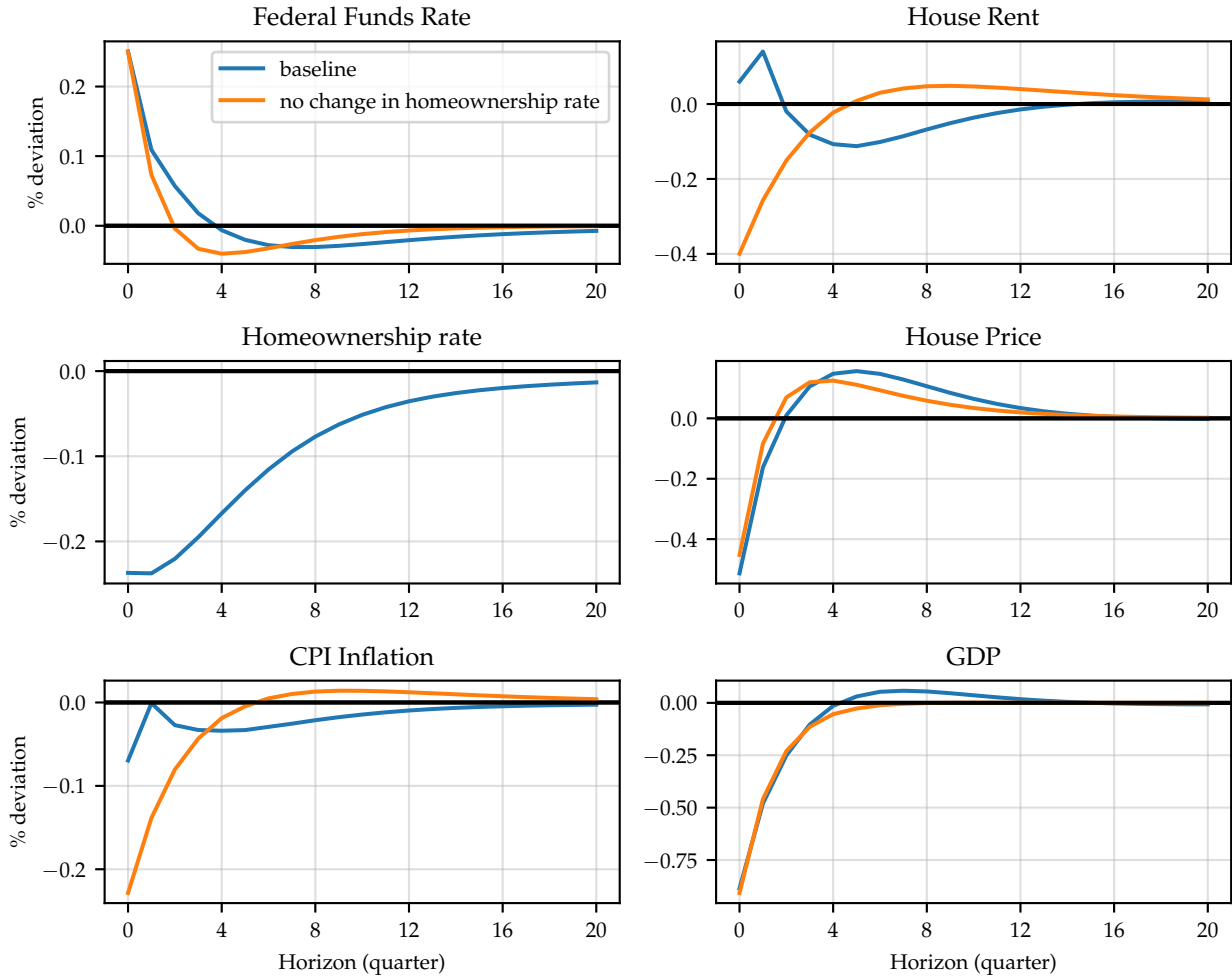 Federal Funds Rate
% deviation
0.2
0.1
0.0
baseline
no change in homeownership rate
0 4 8 12 16 20
House Rent
0.0
−0.2
−0.4
0 4 8 12 16 20
Homeownership rate
% deviation
0.0
−0.1
−0.2
0 4 8 12 16 20
House Price
0.0
−0.2
−0.4
0 4 8 12 16 20
CPI Inflation
% deviation
0.0
−0.1
−0.2
0 4 8 12 16 20
Horizon (quarter)
GDP
0.00
−0.25
−0.50
−0.75
0 4 8 12 16 20
Horizon (quarter)